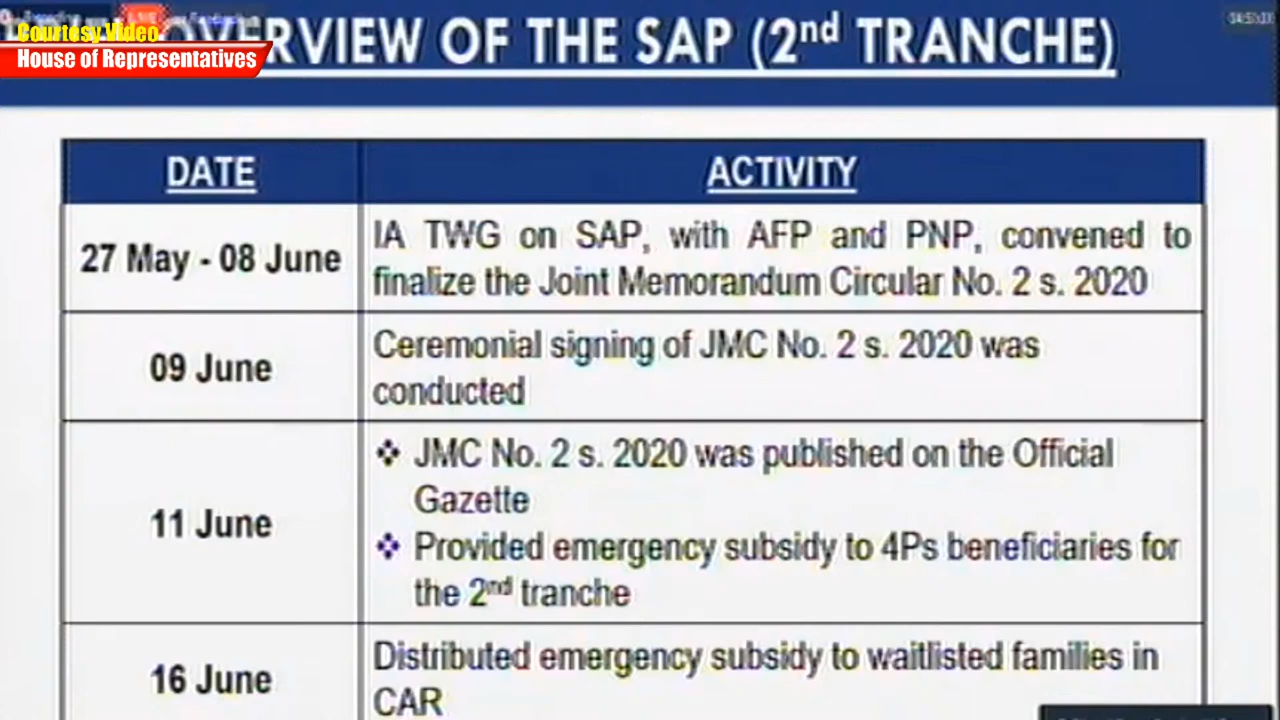 Courtesy Video
House of Representatives
OVERVIEW OF THE SAP (2nd TRANCHE)
DATE
ACTIVITY
27 May - 08 June
IA TWG on SAP, with AFP and PNP, convened to
finalize the Joint Memorandum Circular No. 2 s. 2020
09 June
Ceremonial signing of JMC No. 2 s. 2020 was
conducted
11 June
❖ JMC No. 2 s. 2020 was published on the Official
Gazette
❖ Provided emergency subsidy to 4Ps beneficiaries for
the 2nd tranche
16 June
Distributed emergency subsidy to waitlisted families in
CAR